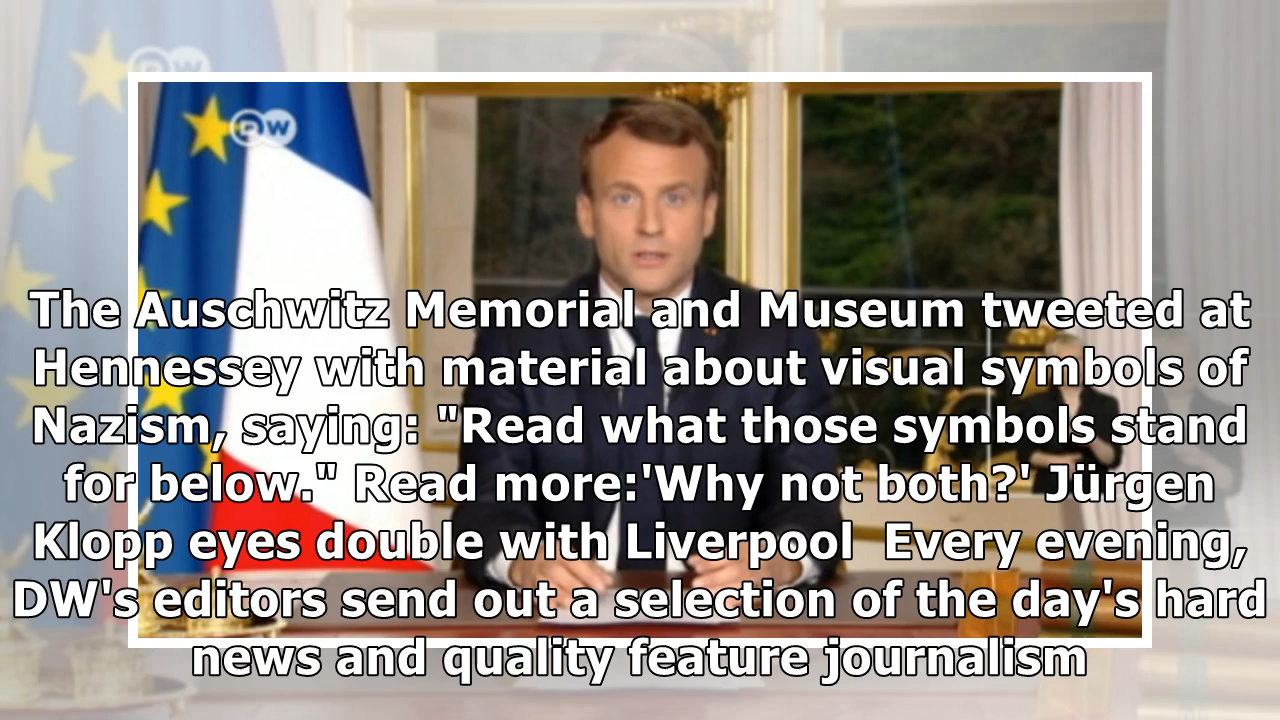 DW
DW
The Auschwitz Memorial and Museum tweeted at
Hennessey with material about visual symbols of
Nazism, saying: "Read what those symbols stand
for below." Read more:'Why not both?' Jürgen
Klopp eyes double with Liverpool  Every evening,
DW's editors send out a selection of the day's hard
news and quality feature journalism